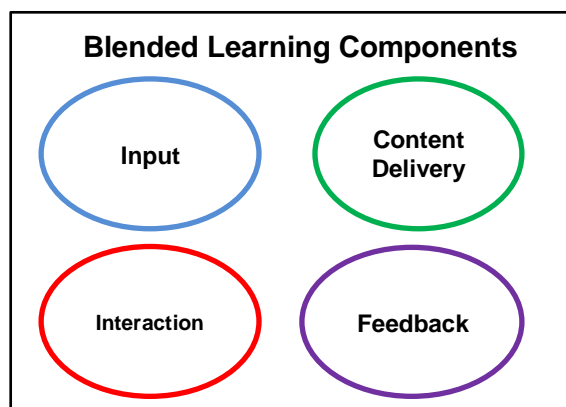 Blended Learning Components
Input
Content
Delivery
Interaction
Feedback